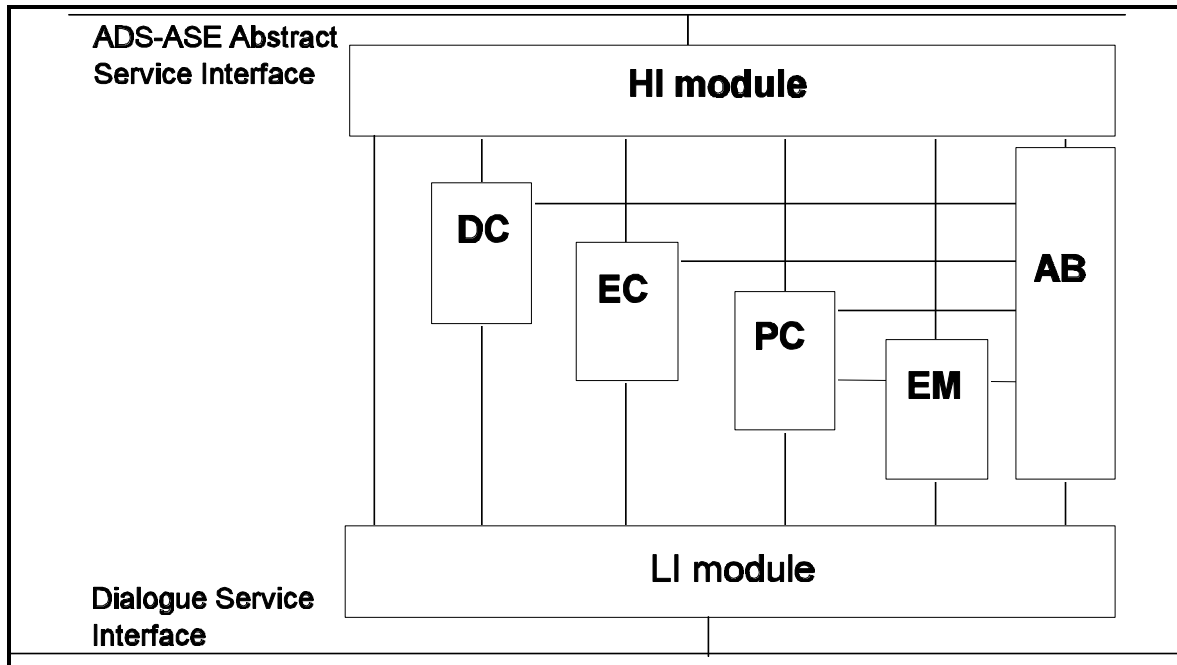 ADS-ASE Abstract
Service Interface
HI module
DC
EC
PC
EM
AB
LI module
Dialogue Service
Interface